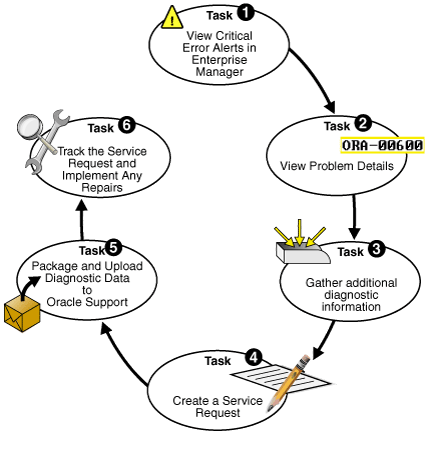 Task 1
!
View Critical
Error Alerts in
Enterprise
Manager
Task 2
ORA-00600
View Problem Details
Task 3
Gather additional
diagnostic
information
Task 4
Create a Service
Request
Task 5
Package and Upload
Diagnostic Data
to
Oracle Support
Task 6
Track the Service
Request and
Implement Any
Repairs